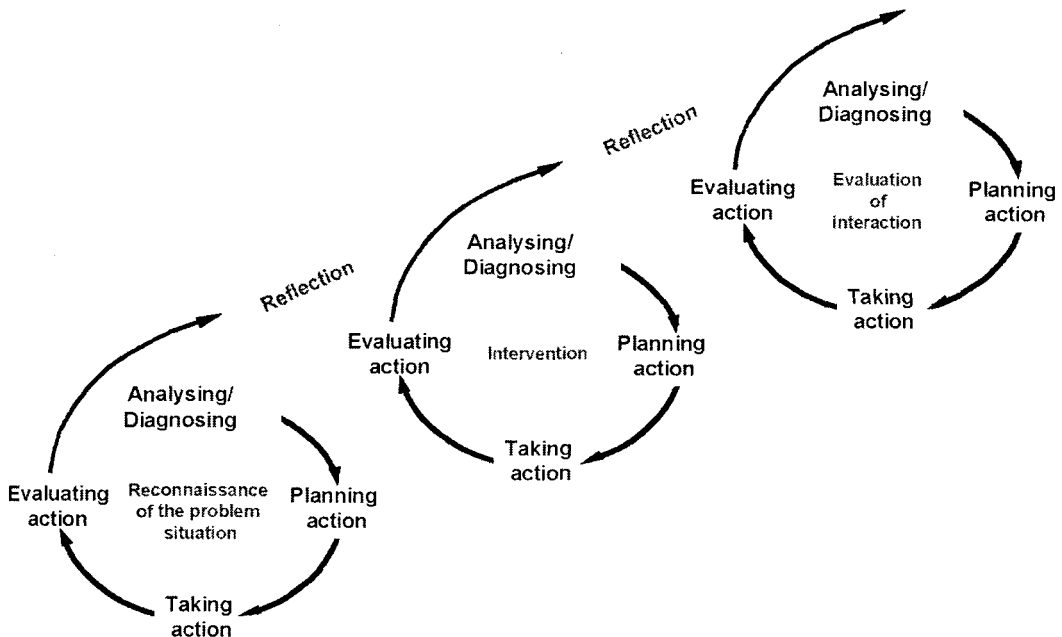 Analysing/
Diagnosing
Reflection
Evaluating
action
Evaluation
of
interaction
Planning
action
Taking
action
Analysing/
Diagnosing
Reflection
Evaluating
action
Intervention
Planning
action
Taking
action
Analysing/
Diagnosing
Evaluating
action
Reconnaissance
of the problem
situation
Planning
action
Taking
action